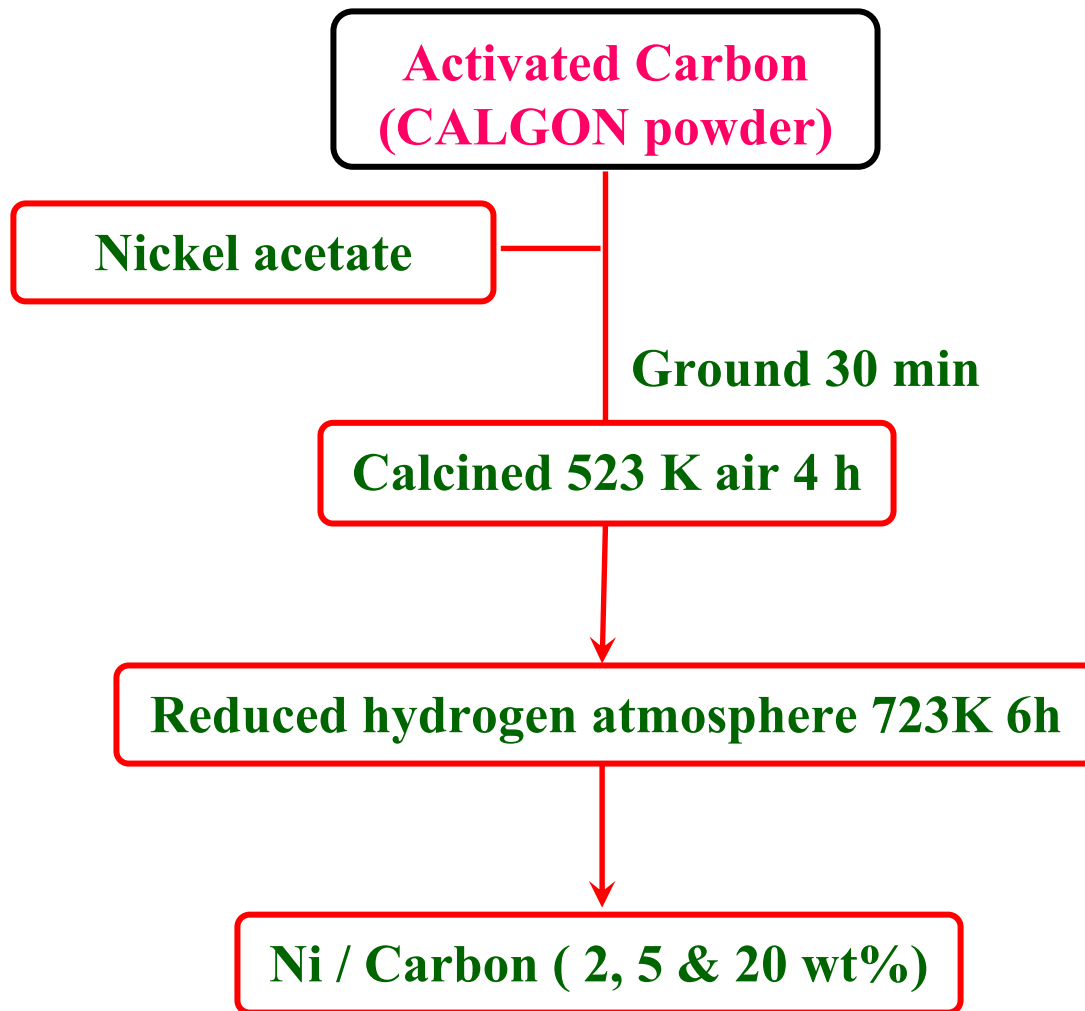 Activated Carbon
(CALGON powder)
Nickel acetate
Ground 30 min
Calcined 523 K air 4 h
Reduced hydrogen atmosphere 723K 6h
Ni / Carbon ( 2, 5 & 20 wt%)